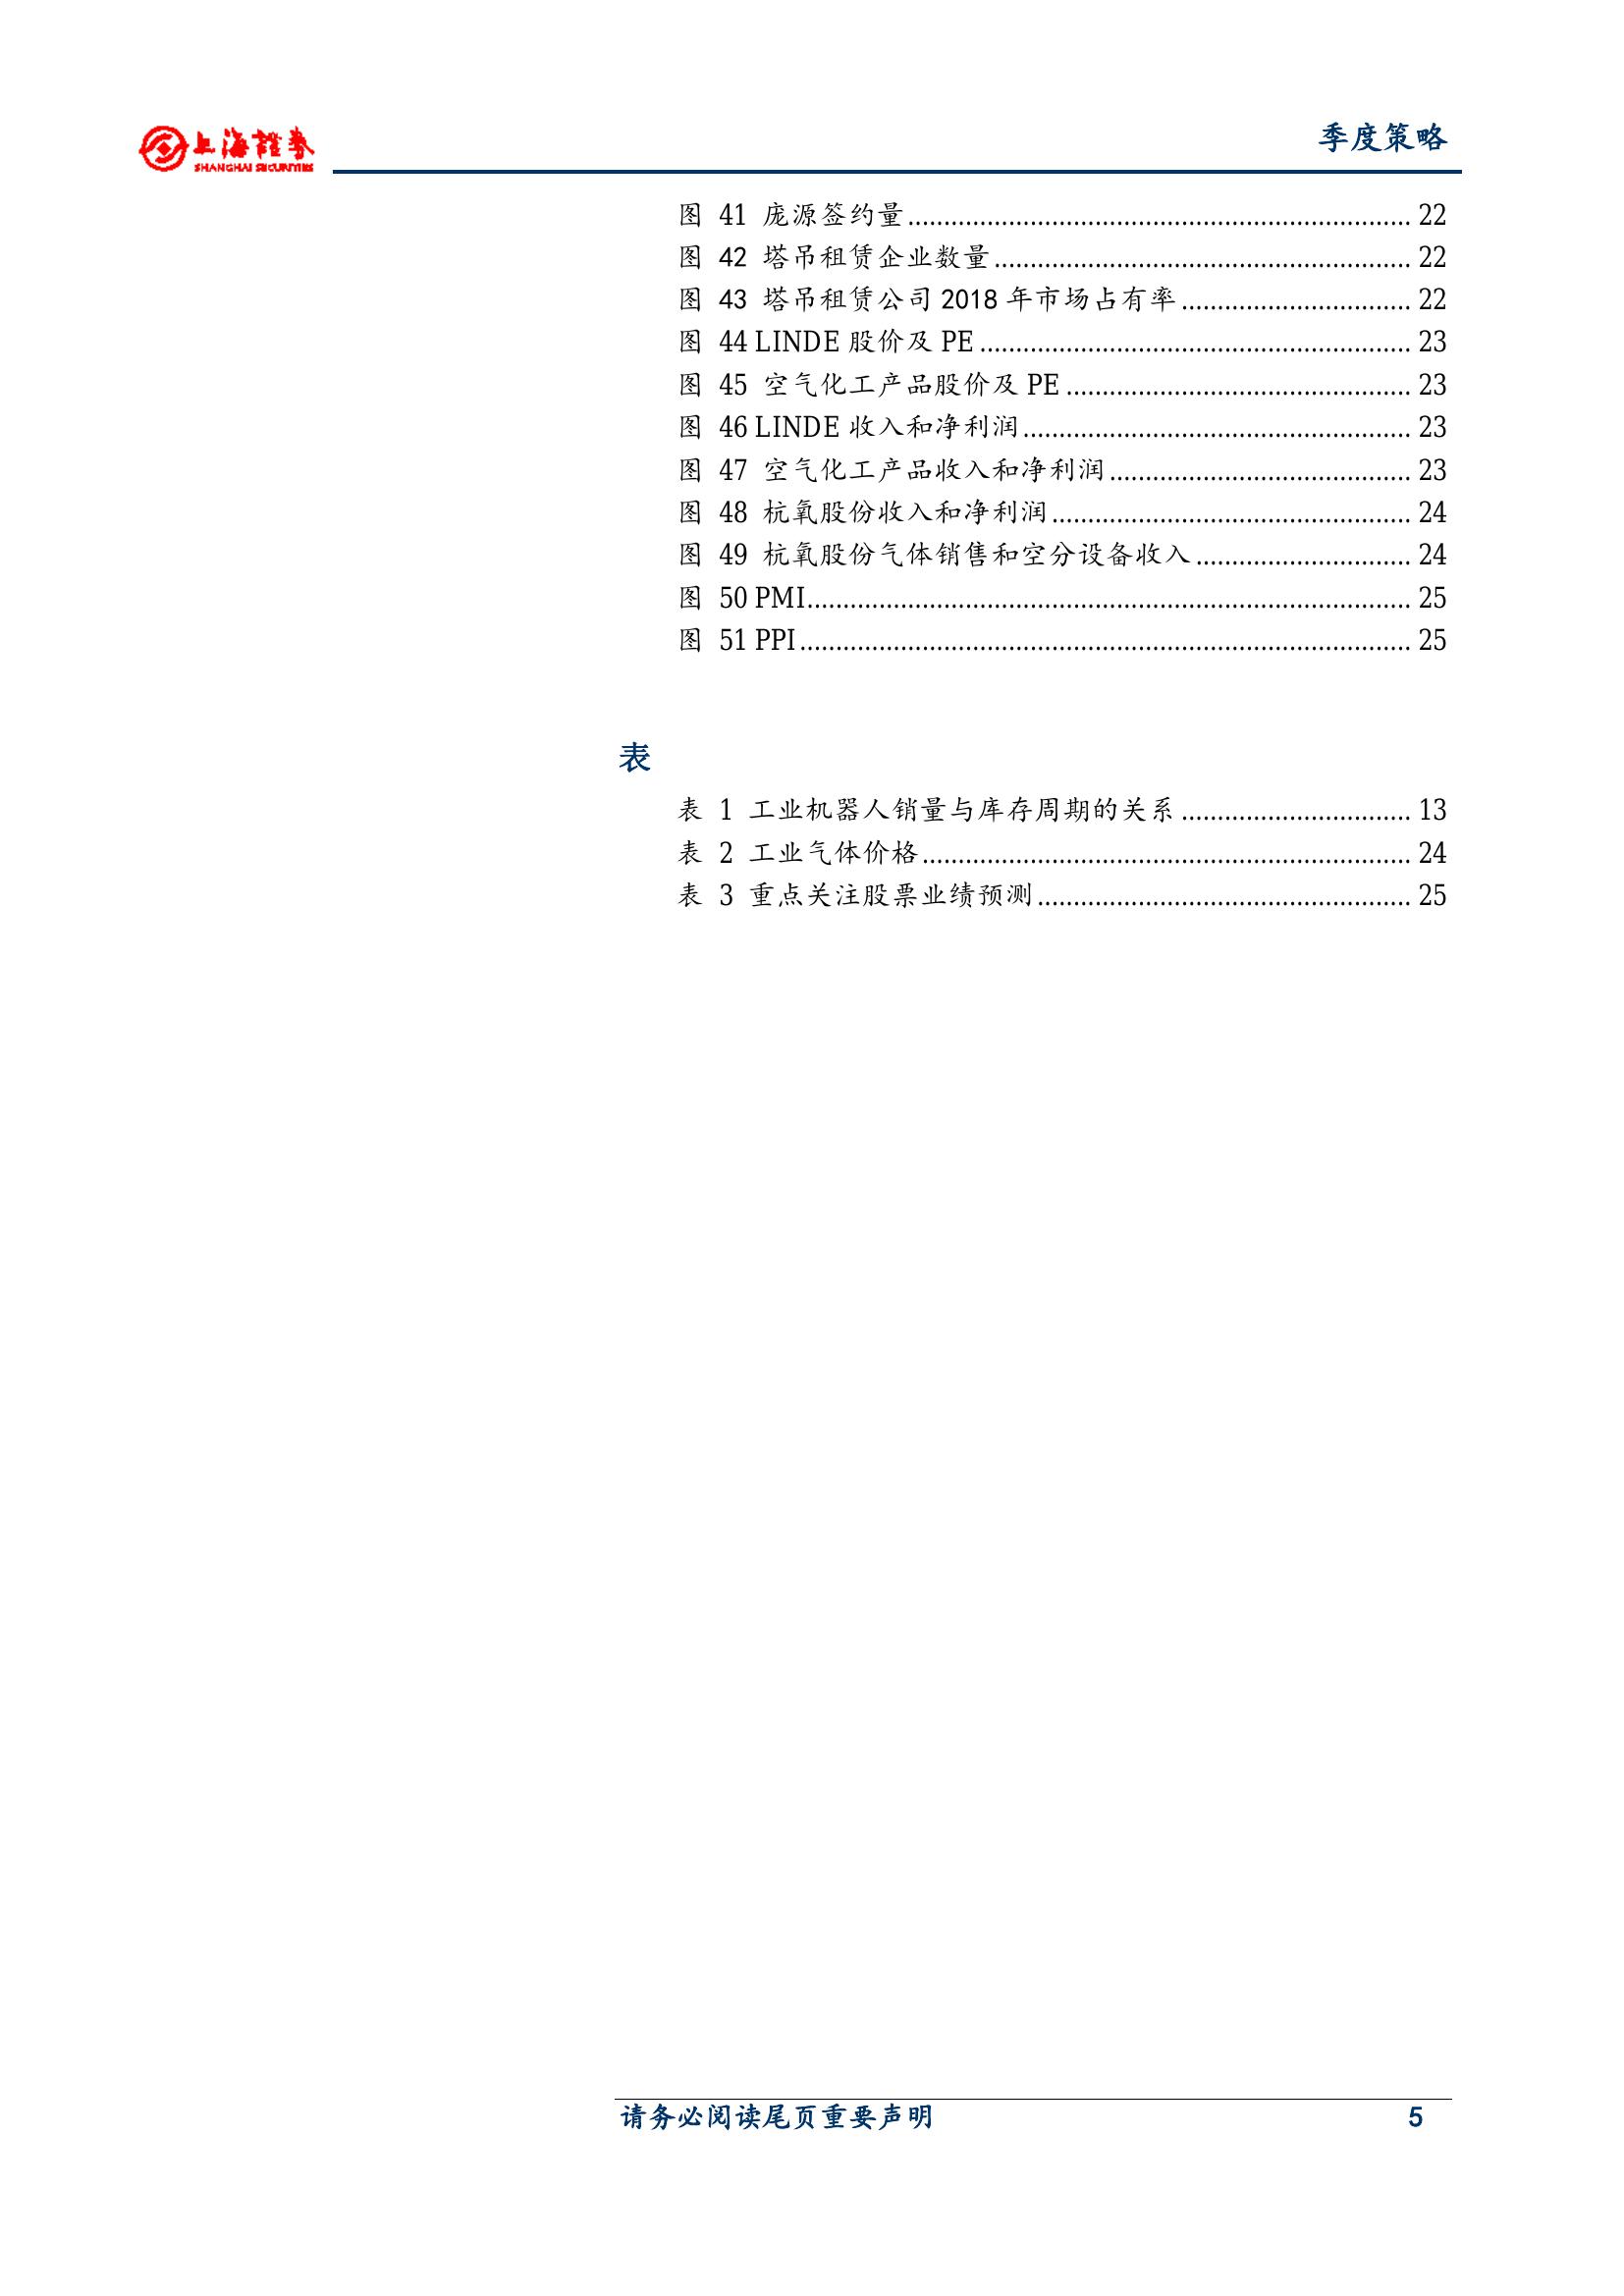 上海證券
SHANGHAI SECURITIES
季度策略
图 41 庞源签约量........................................ 22
图 42 塔吊租赁企业数量........................................ 22
图 43 塔吊租赁公司 2018 年市场占有率........................................ 22
图 44 LINDE 股价及 PE........................................ 23
图 45 空气化工产品股价及 PE........................................ 23
图 46 LINDE 收入和净利润........................................ 23
图 47 空气化工产品收入和净利润........................................ 23
图 48 杭氧股份收入和净利润........................................ 24
图 49 杭氧股份气体销售和空分设备收入........................................ 24
图 50 PMI........................................ 25
图 51 PPI........................................ 25
表
表 1 工业机器人销量与库存周期的关系........................................ 13
表 2 工业气体价格........................................ 24
表 3 重点关注股票业绩预测........................................ 25
请务必阅读尾页重要声明 5